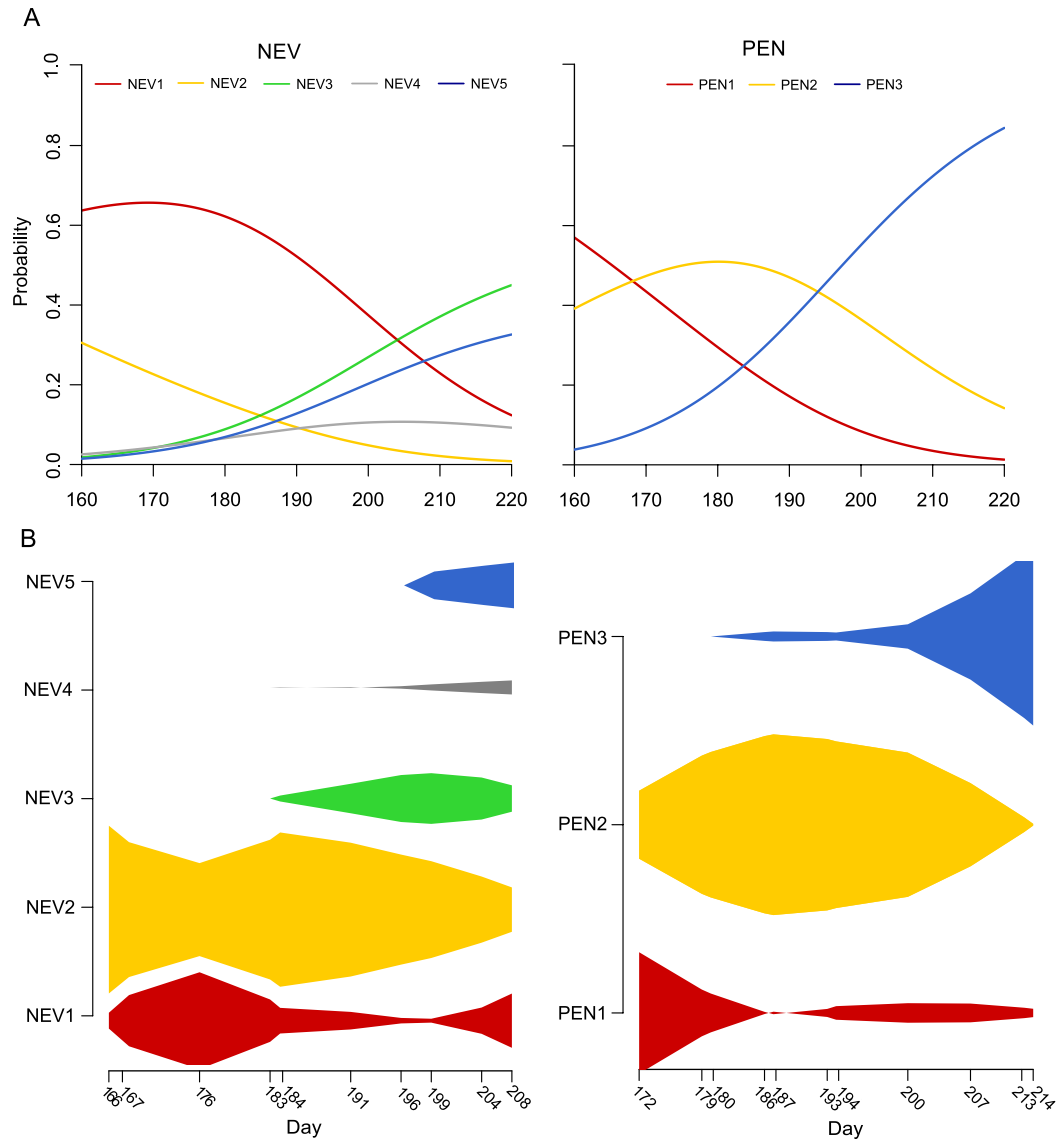 A
NEV
PEN
NEV1 NEV2 NEV3 NEV4 NEV5
PEN1 PEN2 PEN3
Probability
1.0
0.8
0.6
0.4
0.2
0.0
160 170 180 190 200 210 220
160 170 180 190 200 210 220
B
NEV5
NEV4
NEV3
NEV2
NEV1
166 167 176 183 184 191 196 199 204 208
Day
PEN3
PEN2
PEN1
172 179 180 186 187 193 194 200 207 213 214
Day